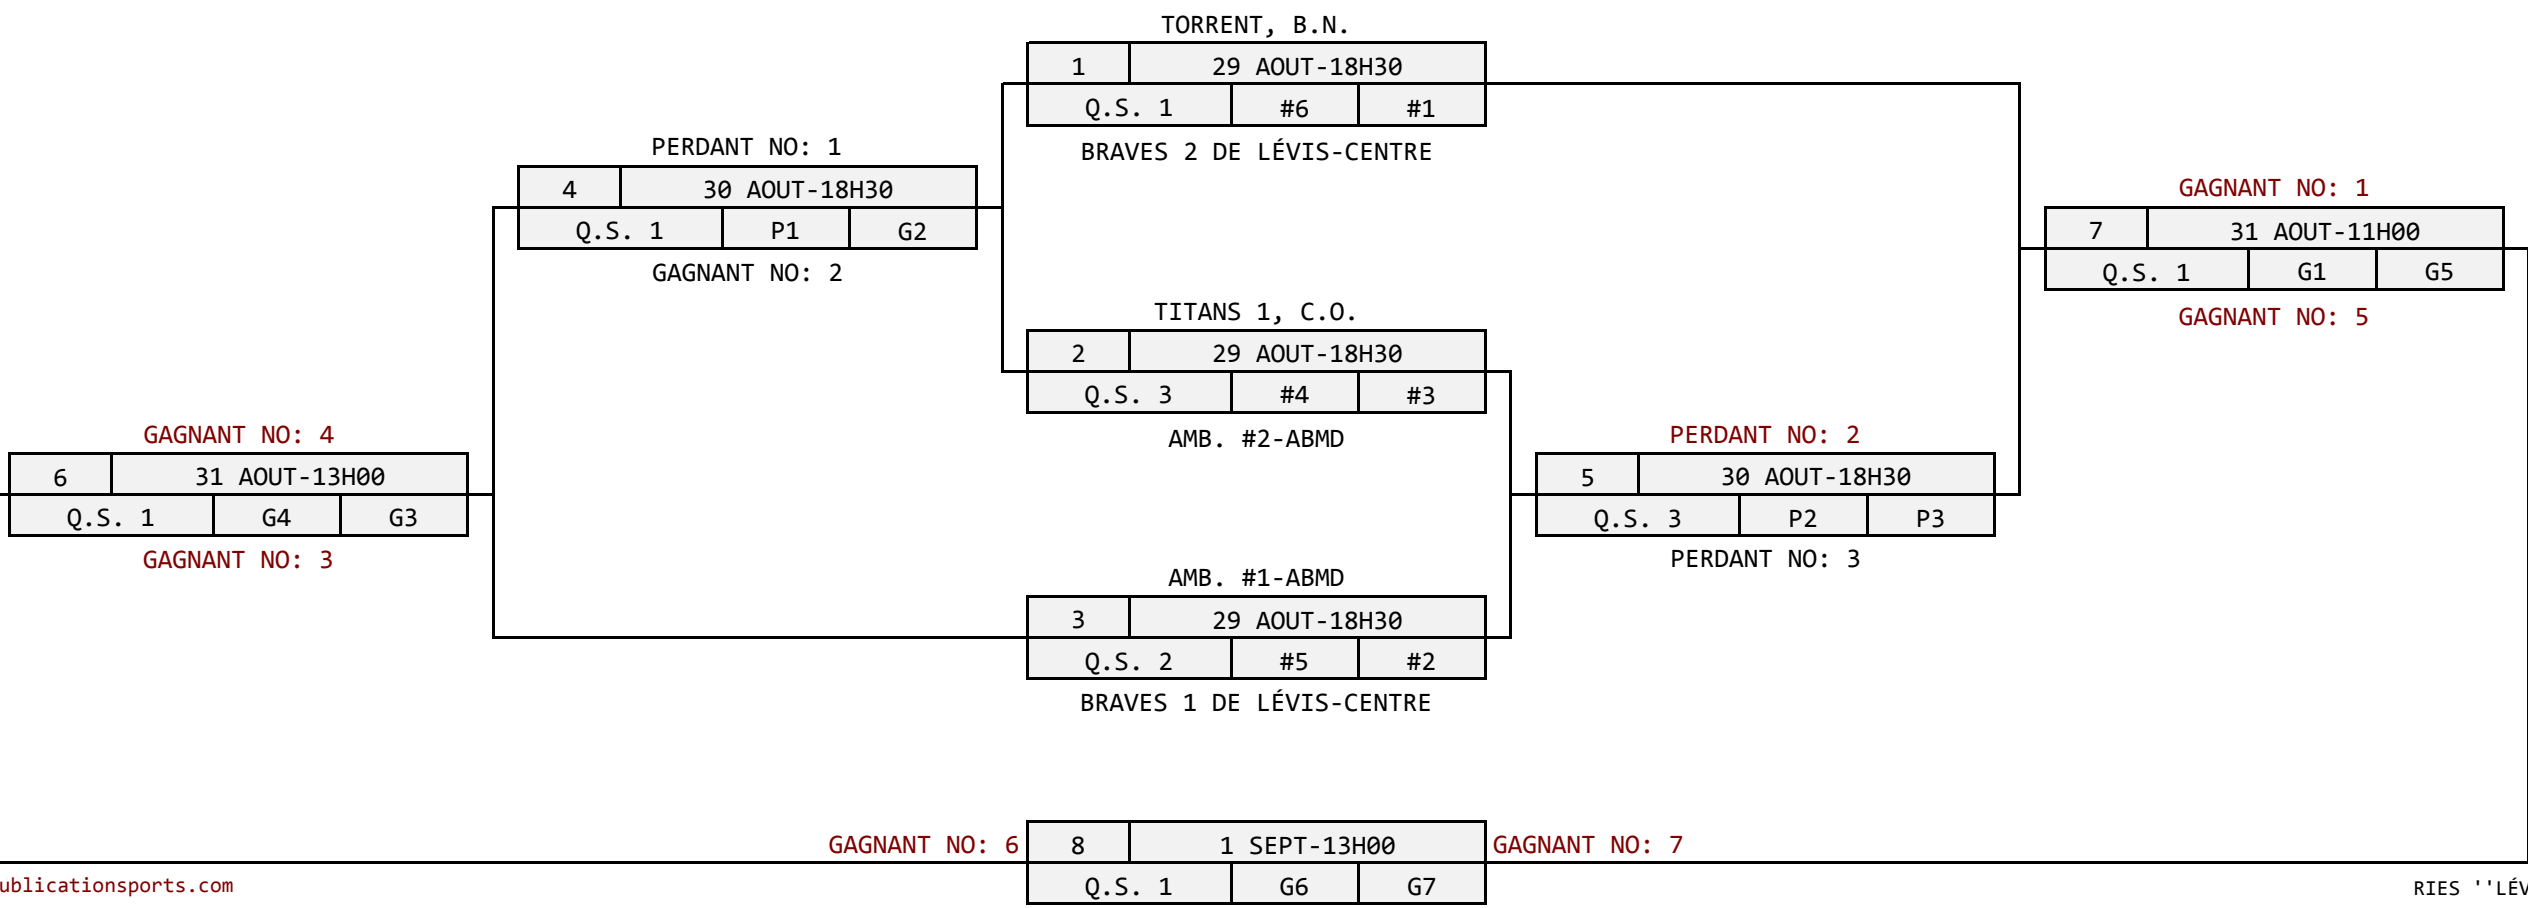 TORRENT, B.N.
1 29 AOUT-18H30
Q.S. 1 #6 #1
BRAVES 2 DE LÉVIS-CENTRE
PERDANT NO: 1
4 30 AOUT-18H30
Q.S. 1 P1 G2
GAGNANT NO: 2
GAGNANT NO: 1
7 31 AOUT-11H00
Q.S. 1 G1 G5
GAGNANT NO: 5
TITANS 1, C.O.
2 29 AOUT-18H30
Q.S. 3 #4 #3
AMB. #2-ABMD
GAGNANT NO: 4
6 31 AOUT-13H00
Q.S. 1 G4 G3
GAGNANT NO: 3
PERDANT NO: 2
5 30 AOUT-18H30
Q.S. 3 P2 P3
PERDANT NO: 3
AMB. #1-ABMD
3 29 AOUT-18H30
Q.S. 2 #5 #2
BRAVES 1 DE LÉVIS-CENTRE
GAGNANT NO: 6 8 1 SEPT-13H00 GAGNANT NO: 7
Q.S. 1 G6 G7
ublicationsports.com
RIES ''LÉV